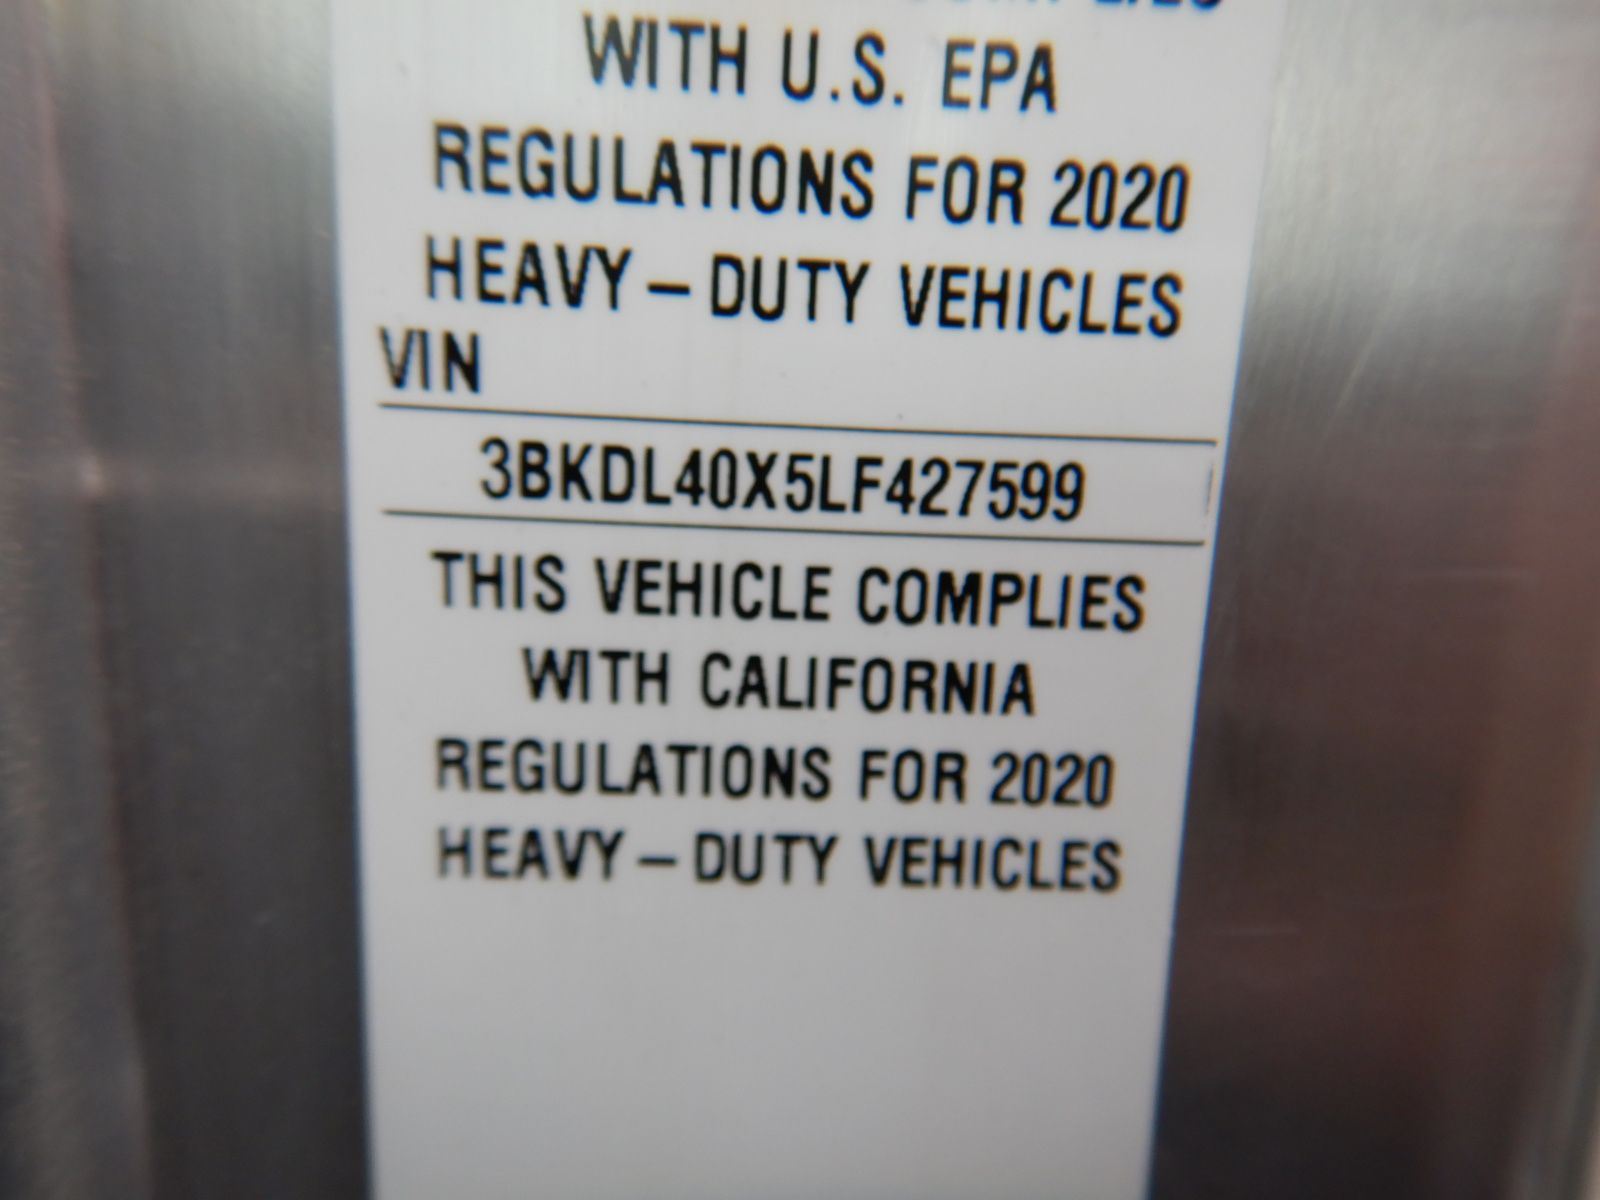 WITH U.S. EPA
REGULATIONS FOR 2020
HEAVY – DUTY VEHICLES
VIN
3BKDL40X5LF427599
THIS VEHICLE COMPLIES
WITH CALIFORNIA
REGULATIONS FOR 2020
HEAVY – DUTY VEHICLES